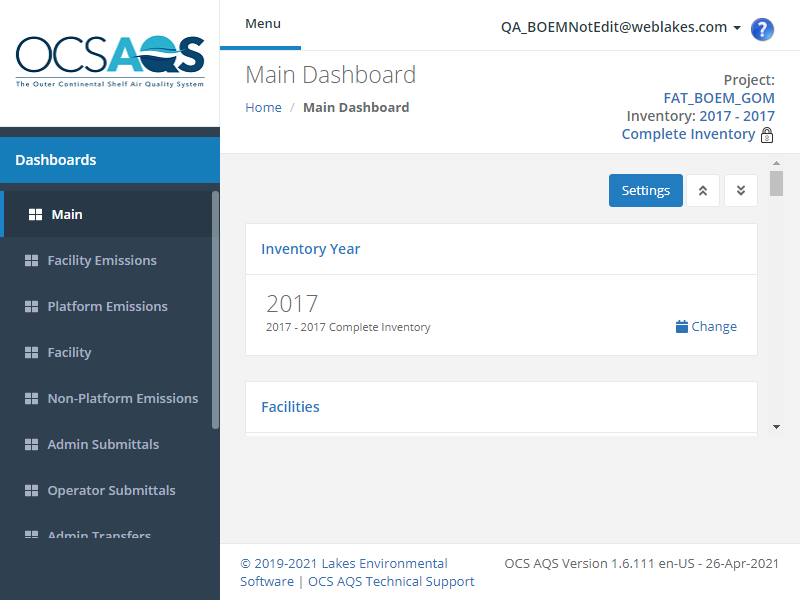 OCSAQS
The Outer Continental Shelf Air Quality System
Menu
QA_BOEMNotEdit@weblakes.com
?
Main Dashboard
Home / Main Dashboard
Project:
FAT_BOEM_GOM
Inventory: 2017 - 2017
Complete Inventory
Dashboards
Main
Facility Emissions
Platform Emissions
Facility
Non-Platform Emissions
Admin Submittals
Operator Submittals
Admin Transfers
Settings
Inventory Year
2017
2017 - 2017 Complete Inventory
Change
Facilities
© 2019-2021 Lakes Environmental
Software | OCS AQS Technical Support
OCS AQS Version 1.6.111 en-US - 26-Apr-2021